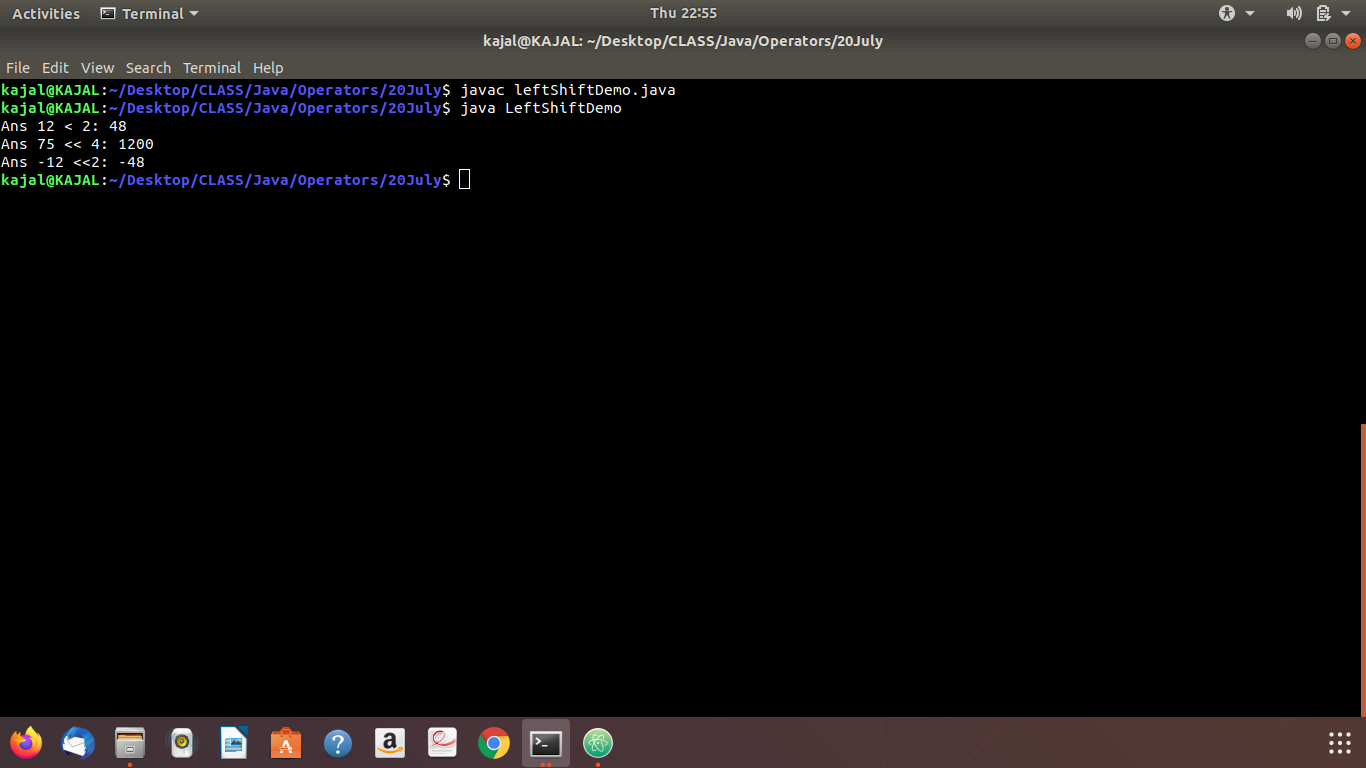 Activities Terminal Thu 22:55
kajal@KAJAL: ~/Desktop/CLASS/Java/Operators/20July
File Edit View Search Terminal Help
kajal@KAJAL:~/Desktop/CLASS/Java/Operators/20July$ javac leftShiftDemo.java
kajal@KAJAL:~/Desktop/CLASS/Java/Operators/20July$ java LeftShiftDemo
Ans 12 < 2: 48
Ans 75 << 4: 1200
Ans -12 <<2: -48
kajal@KAJAL:~/Desktop/CLASS/Java/Operators/20July$